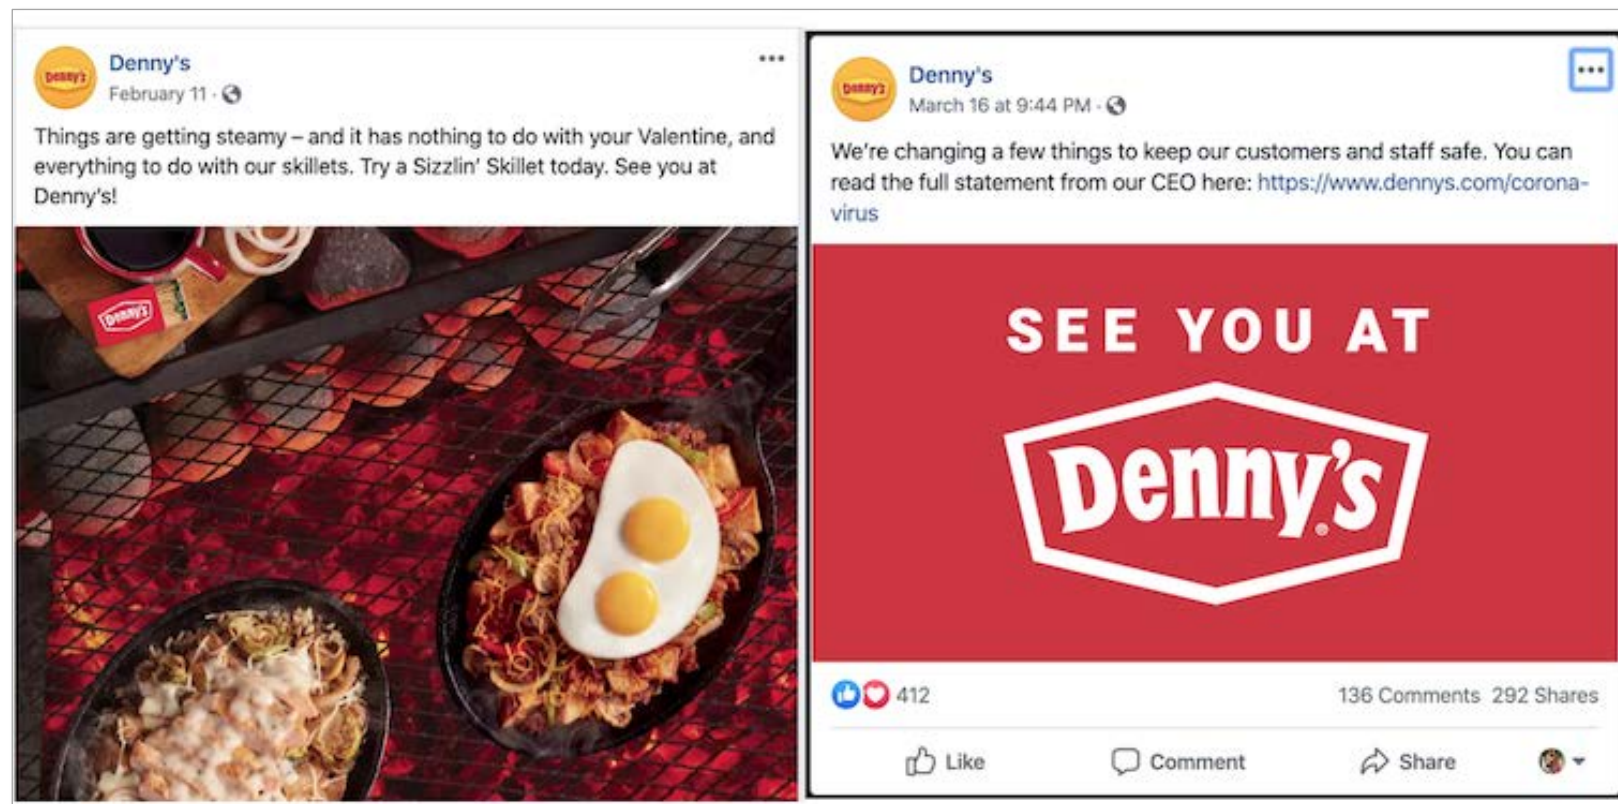 Denny's
Denny's
February 11 ·
Things are getting steamy – and it has nothing to do with your Valentine, and
everything to do with our skillets. Try a Sizzlin' Skillet today. See you at
Denny's!
Denny's
Denny's
Denny's
March 16 at 9:44 PM ·
We're changing a few things to keep our customers and staff safe. You can
read the full statement from our CEO here: https://www.dennys.com/corona-
virus
SEE YOU AT
Denny's
®
412
136 Comments 292 Shares
Like
Comment
Share